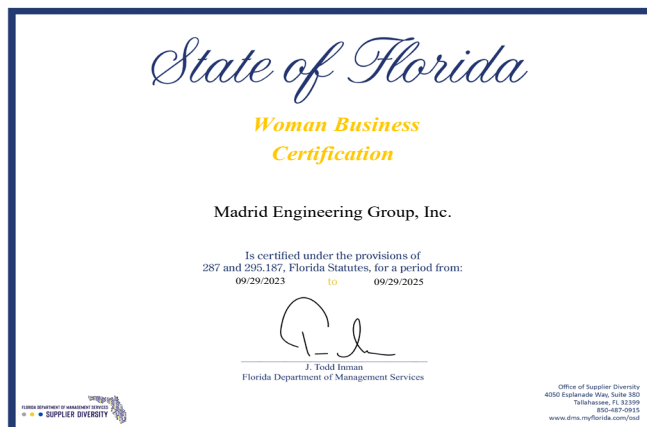 State of Florida
Woman Business
Certification
Madrid Engineering Group, Inc.
Is certified under the provisions of
287 and 295.187, Florida Statutes, for a period from:
09/29/2023 to 09/29/2025
J. Todd Inman
Florida Department of Management Services
FLORIDA DEPARTMENT OF MANAGEMENT SERVICES
SUPPLIER DIVERSITY
Office of Supplier Diversity
4050 Esplanade Way, Suite 380
Tallahassee, FL 32399
850-487-0915
www.dms.myflorida.com/osd